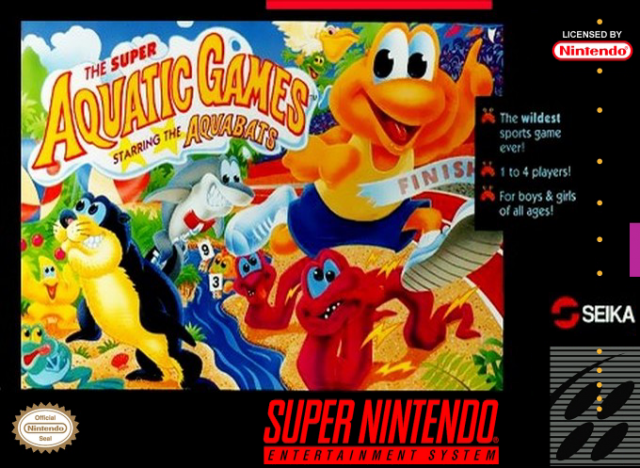 THE SUPER
AQUATIC GAMES
STARRING THE AQUABATS
LICENSED BY
Nintendo
The wildest
sports game
ever!
1 to 4 players!
For boys & girls
of all ages!
FINISH
9
3
SEIKA
Official
Nintendo
Seal
SUPER NINTENDO
ENTERTAINMENT SYSTEM